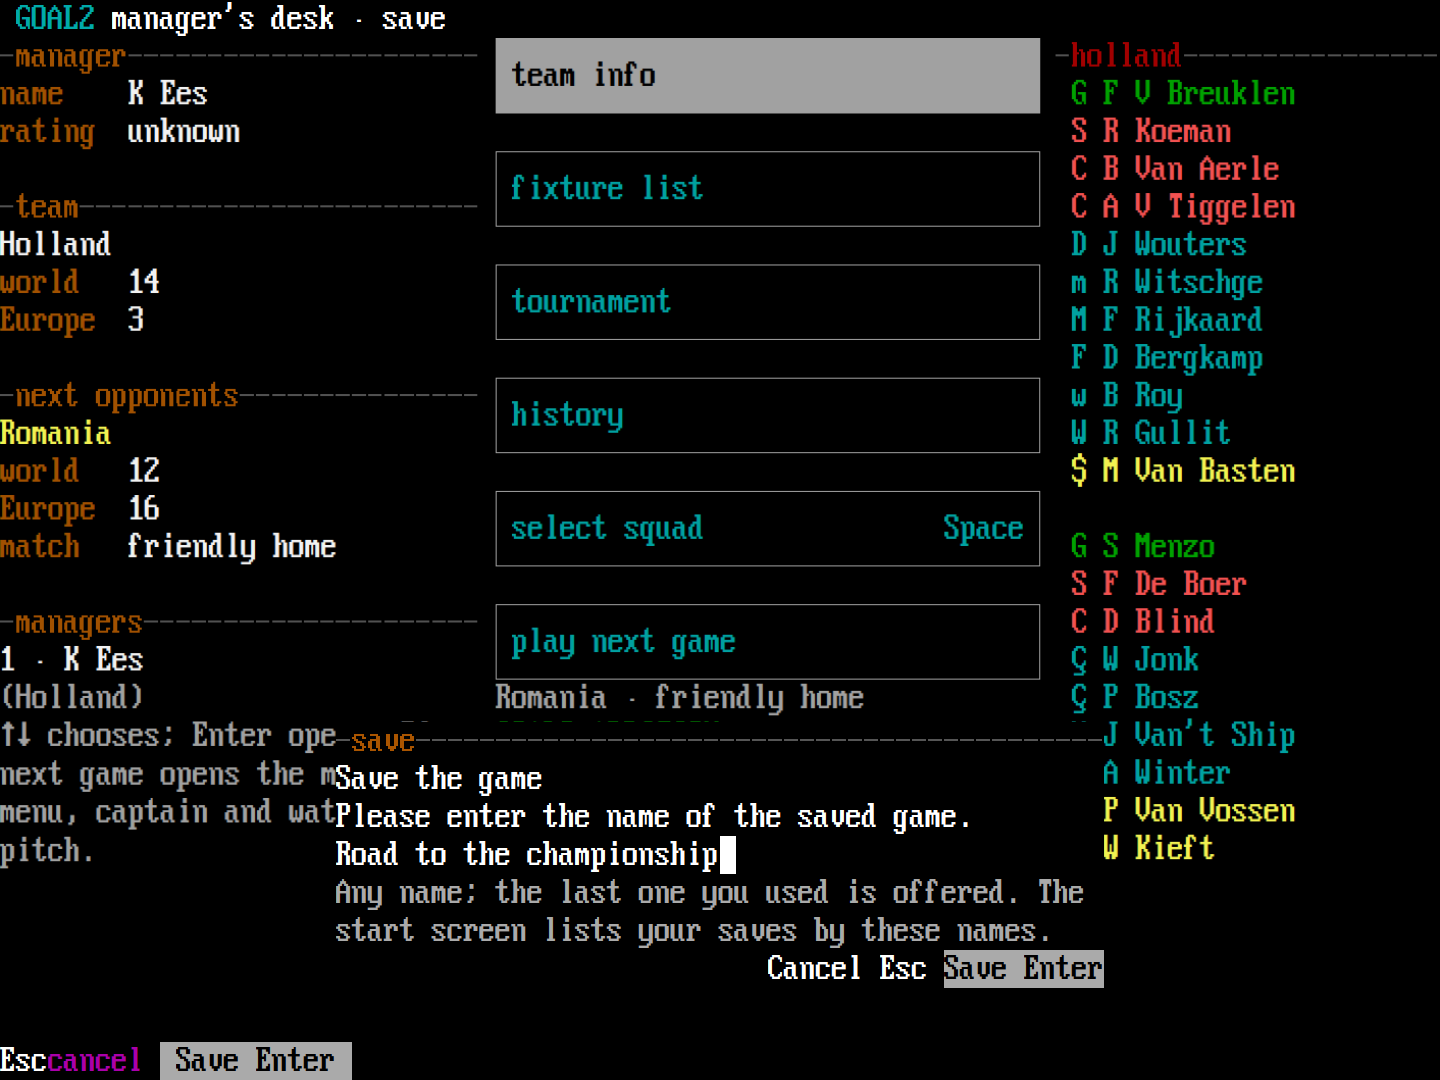 GOAL2 manager's desk · save
manager
name K Ees
rating unknown
team
Holland
world 14
Europe 3
next opponents
Romania
world 12
Europe 16
match friendly home
managers
1 · K Ees
(Holland)
↑↓ chooses; Enter ope
next game opens the m
menu, captain and wat
pitch.
team info
fixture list
tournament
history
select squad Space
play next game
Romania · friendly home
save
Save the game
Please enter the name of the saved game.
Road to the championship
Any name; the last one you used is offered. The
start screen lists your saves by these names.
Cancel Esc Save Enter
holland
G F V Breuklen
S R Koeman
C B Van Aerle
C A V Tiggelen
D J Wouters
m R Witschge
M F Rijkaard
F D Bergkamp
w B Roy
W R Gullit
$ M Van Basten
G S Menzo
S F De Boer
C D Blind
Ç W Jonk
Ç P Bosz
J Van't Ship
A Winter
P Van Vossen
W Kieft
Esccancel Save Enter